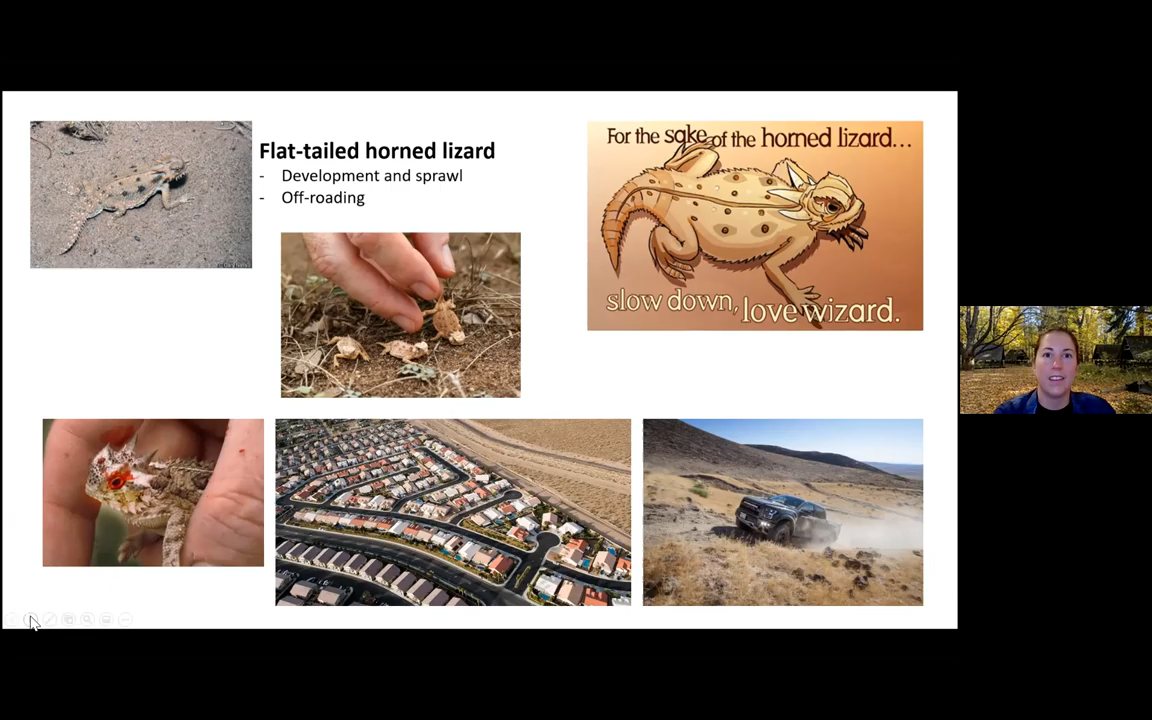 Flat-tailed horned lizard
- Development and sprawl
- Off-roading
For the sake of the horned lizard...
slow down, love wizard.